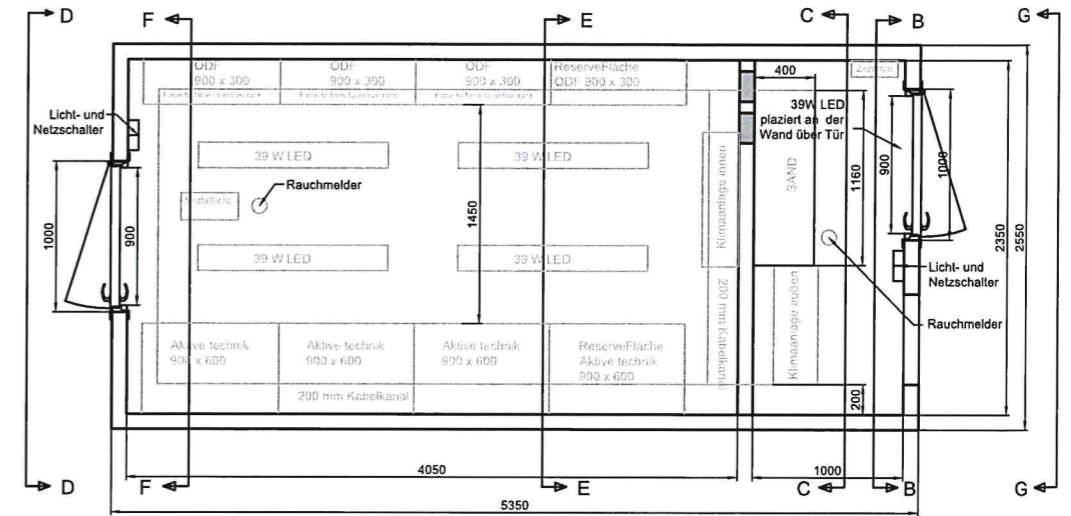 D
F
E
C
B
G
ODF
900 x 300
ODF
900 x 300
ODF
900 x 300
ReserveFläche
ODF 900 x 300
400
Licht- und
Netzschalter
39W LED
plaziert an der
Wand über Tür
39 W LED
39 W LED
Rauchmelder
1450
Klimaanlage innen
SAND
1160
900
1000
2350
2550
1000
900
39 W LED
39 W LED
Licht- und
Netzschalter
Rauchmelder
200 mm Kabelkanal
Klimaanlage außen
Aktive technik
900 x 600
Aktive technik
900 x 600
Aktive technik
900 x 600
ReserveFläche
Aktive technik
900 x 600
200 mm Kabelkanal
200
4050
1000
5350
D
F
E
C
B
G